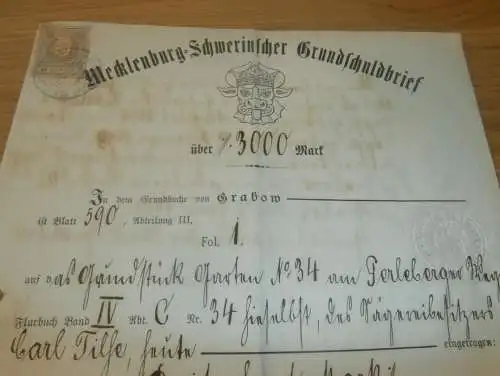 Mecklenburg-Schwerinscher Grundschuldbrief
über ./. 3000 Mark
In dem Grundbuche von Grabow
ist Blatt 590, Abteilung III.
Fol. 1.
auf das Grundstück Garten No 34 am Perleberger Weg
Flurbuch Band IV Abt. C Nr. 34 hieselbst, des Sägereibesitzers
Carl Tilse, heute eingetragen: